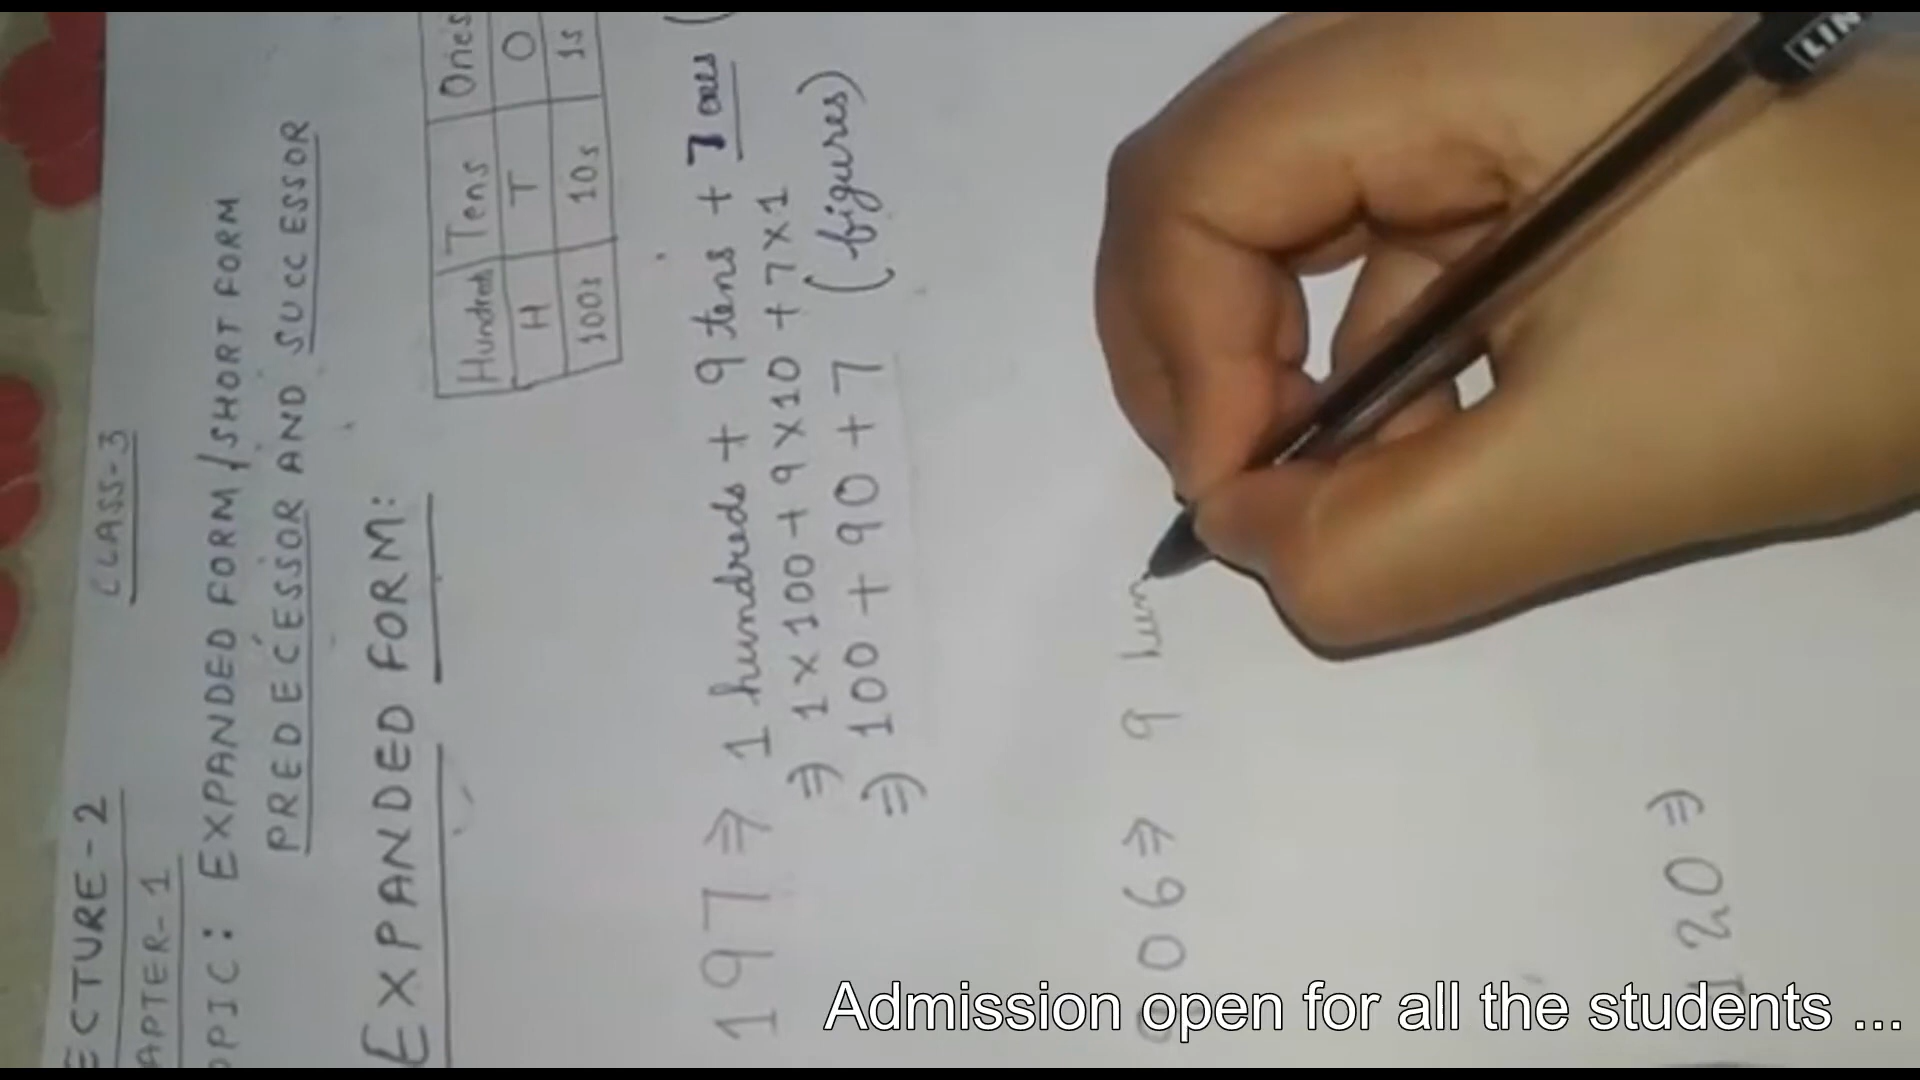 ECTURE-2
CLASS-3
APTER-1
OPIC: EXPANDED FORM/SHORT FORM
PREDECESSOR AND SUCCESSOR
EXPANDED FORM:
Hundreds Tens Ones
H T O
100s 10s 1s
197 ⇒ 1 hundreds + 9 tens + 7 ones (
⇒ 1×100 + 9×10 + 7×1
⇒ 100 + 90 + 7 (figures)
906 ⇒ 9 hun
120 ⇒
Admission open for all the students ...
LIN